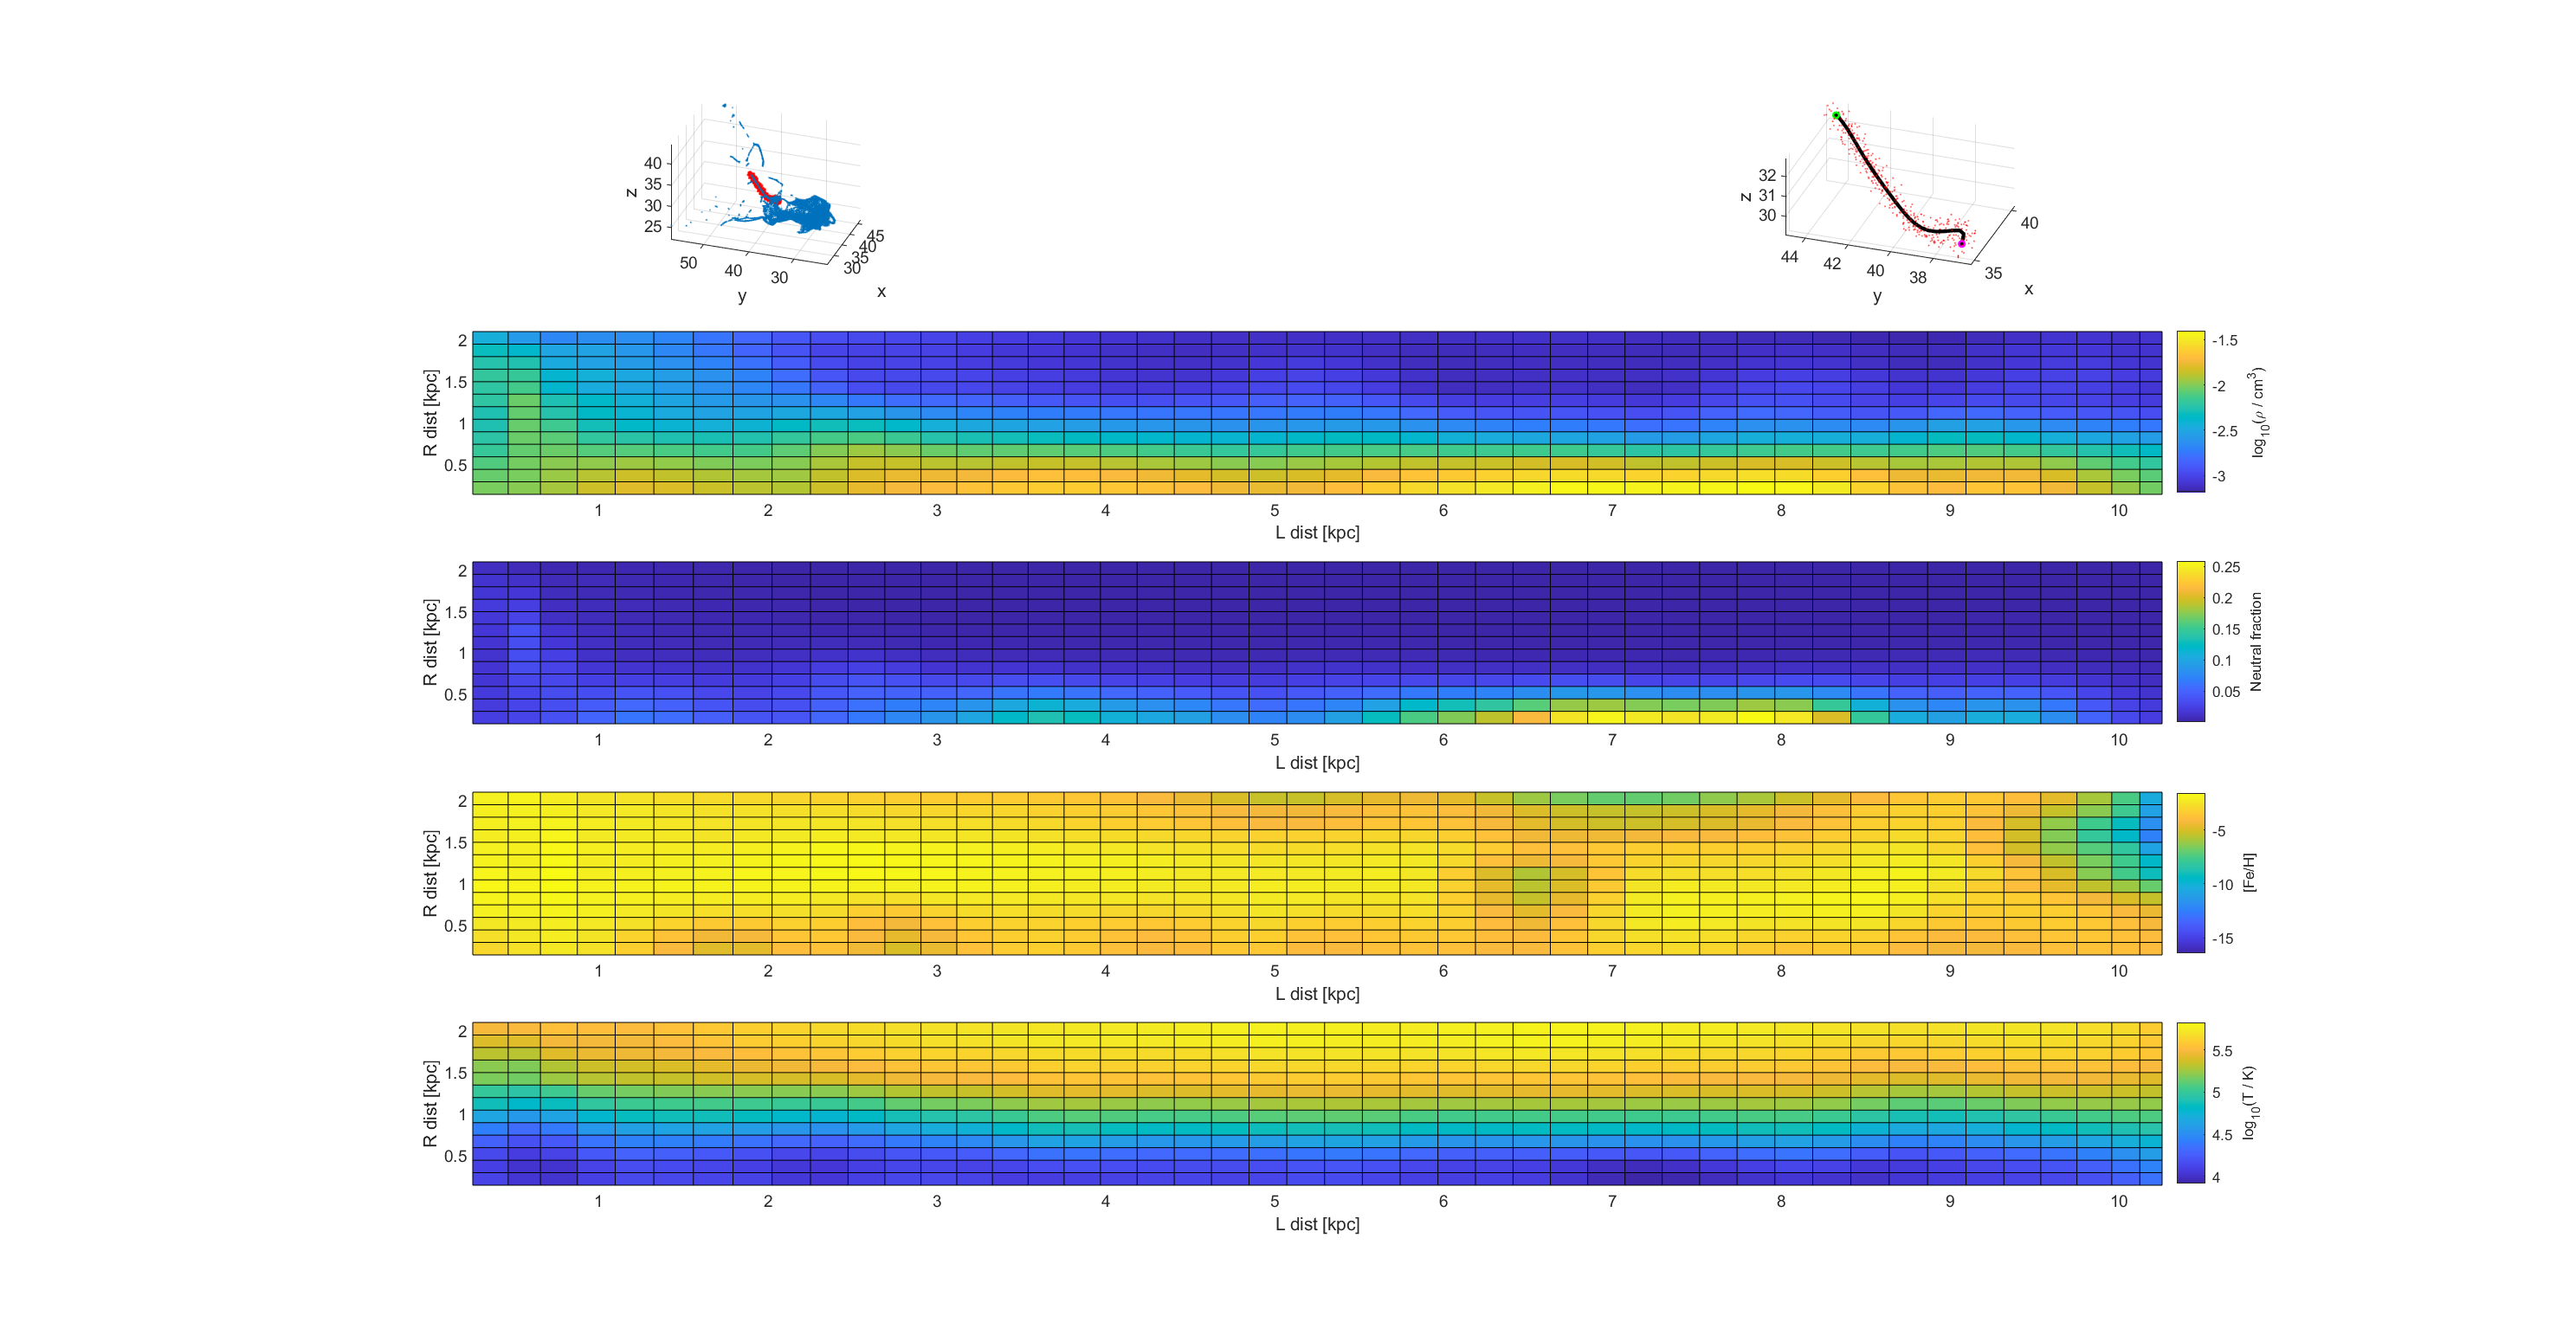 40
35
30
25
z
50
40
30
y
45
40
35
30
x
32
31
30
z
44
42
40
38
y
40
35
x
2
1.5
1
0.5
R dist [kpc]
1 2 3 4 5 6 7 8 9 10
L dist [kpc]
-1.5
-2
-2.5
-3
log10(ρ / cm3)
2
1.5
1
0.5
R dist [kpc]
1 2 3 4 5 6 7 8 9 10
L dist [kpc]
0.25
0.2
0.15
0.1
0.05
Neutral fraction
2
1.5
1
0.5
R dist [kpc]
1 2 3 4 5 6 7 8 9 10
L dist [kpc]
-5
-10
-15
[Fe/H]
2
1.5
1
0.5
R dist [kpc]
1 2 3 4 5 6 7 8 9 10
L dist [kpc]
5.5
5
4.5
4
log10(T / K)